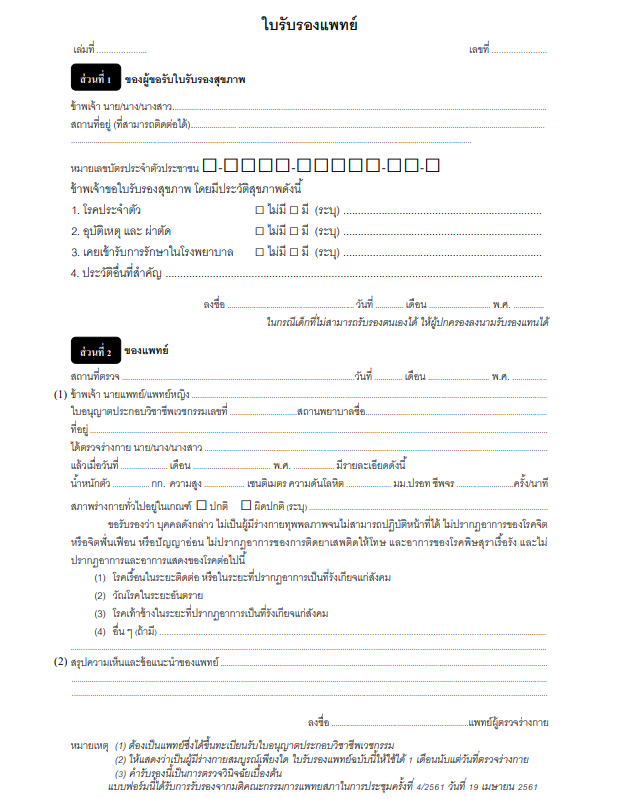 ใบรับรองแพทย์
เล่มที่ ..................... เลขที่ .......................
ส่วนที่ 1 ของผู้ขอรับใบรับรองสุขภาพ
ข้าพเจ้า นาย/นาง/นางสาว..........................................................................
สถานที่อยู่ (ที่สามารถติดต่อได้)..........................................................................
..........................................................................
หมายเลขบัตรประจำตัวประชาชน ☐-☐☐☐☐-☐☐☐☐☐-☐☐-☐
ข้าพเจ้าขอใบรับรองสุขภาพ โดยมีประวัติสุขภาพดังนี้
1. โรคประจำตัว ☐ ไม่มี ☐ มี (ระบุ) ..................................................
2. อุบัติเหตุ และ ผ่าตัด ☐ ไม่มี ☐ มี (ระบุ) ..................................................
3. เคยเข้ารับการรักษาในโรงพยาบาล ☐ ไม่มี ☐ มี (ระบุ) ..................................................
4. ประวัติอื่นที่สำคัญ ..........................................................................
ลงชื่อ .................................................. วันที่ ............ เดือน ......................... พ.ศ. .............
ในกรณีเด็กที่ไม่สามารถรับรองตนเองได้ ให้ผู้ปกครองลงนามรับรองแทนได้
ส่วนที่ 2 ของแพทย์
สถานที่ตรวจ .................................................. วันที่ ............ เดือน ......................... พ.ศ. .............
(1) ข้าพเจ้า นายแพทย์/แพทย์หญิง ..........................................................................
ใบอนุญาตประกอบวิชาชีพเวชกรรมเลขที่ ..........................สถานพยาบาลชื่อ..................................................
ที่อยู่ ..........................................................................
ได้ตรวจร่างกาย นาย/นาง/นางสาว ..........................................................................
แล้วเมื่อวันที่ .................. เดือน .............................. พ.ศ. ................ มีรายละเอียดดังนี้
น้ำหนักตัว ............... กก. ความสูง ................ เซนติเมตร ความดันโลหิต .................... มม.ปรอท ชีพจร ........................ครั้ง/นาที
สภาพร่างกายทั่วไปอยู่ในเกณฑ์ ☐ ปกติ ☐ ผิดปกติ (ระบุ) ..................................................
ขอรับรองว่า บุคคลดังกล่าว ไม่เป็นผู้มีร่างกายทุพพลภาพจนไม่สามารถปฏิบัติหน้าที่ได้ ไม่ปรากฏอาการของโรคจิต
หรือจิตฟั่นเฟือน หรือปัญญาอ่อน ไม่ปรากฏอาการของการติดยาเสพติดให้โทษ และอาการของโรคพิษสุราเรื้อรัง และไม่
ปรากฏอาการและอาการแสดงของโรคต่อไปนี้
(1) โรคเรื้อนในระยะติดต่อ หรือในระยะที่ปรากฏอาการเป็นที่รังเกียจแก่สังคม
(2) วัณโรคในระยะอันตราย
(3) โรคเท้าช้างในระยะที่ปรากฏอาการเป็นที่รังเกียจแก่สังคม
(4) อื่น ๆ (ถ้ามี) ..........................................................................
..........................................................................
(2) สรุปความเห็นและข้อแนะนำของแพทย์ ..........................................................................
..........................................................................
..........................................................................
ลงชื่อ ..................................................แพทย์ผู้ตรวจร่างกาย
หมายเหตุ (1) ต้องเป็นแพทย์ซึ่งได้ขึ้นทะเบียนรับใบอนุญาตประกอบวิชาชีพเวชกรรม
(2) ให้แสดงว่าเป็นผู้มีร่างกายสมบูรณ์เพียงใด ใบรับรองแพทย์ฉบับนี้ให้ใช้ได้ 1 เดือนนับแต่วันที่ตรวจร่างกาย
(3) คำรับรองนี้เป็นการตรวจวินิจฉัยเบื้องต้น
แบบฟอร์มนี้ได้รับการรับรองจากมติคณะกรรมการแพทยสภาในการประชุมครั้งที่ 4/2561 วันที่ 19 เมษายน 2561